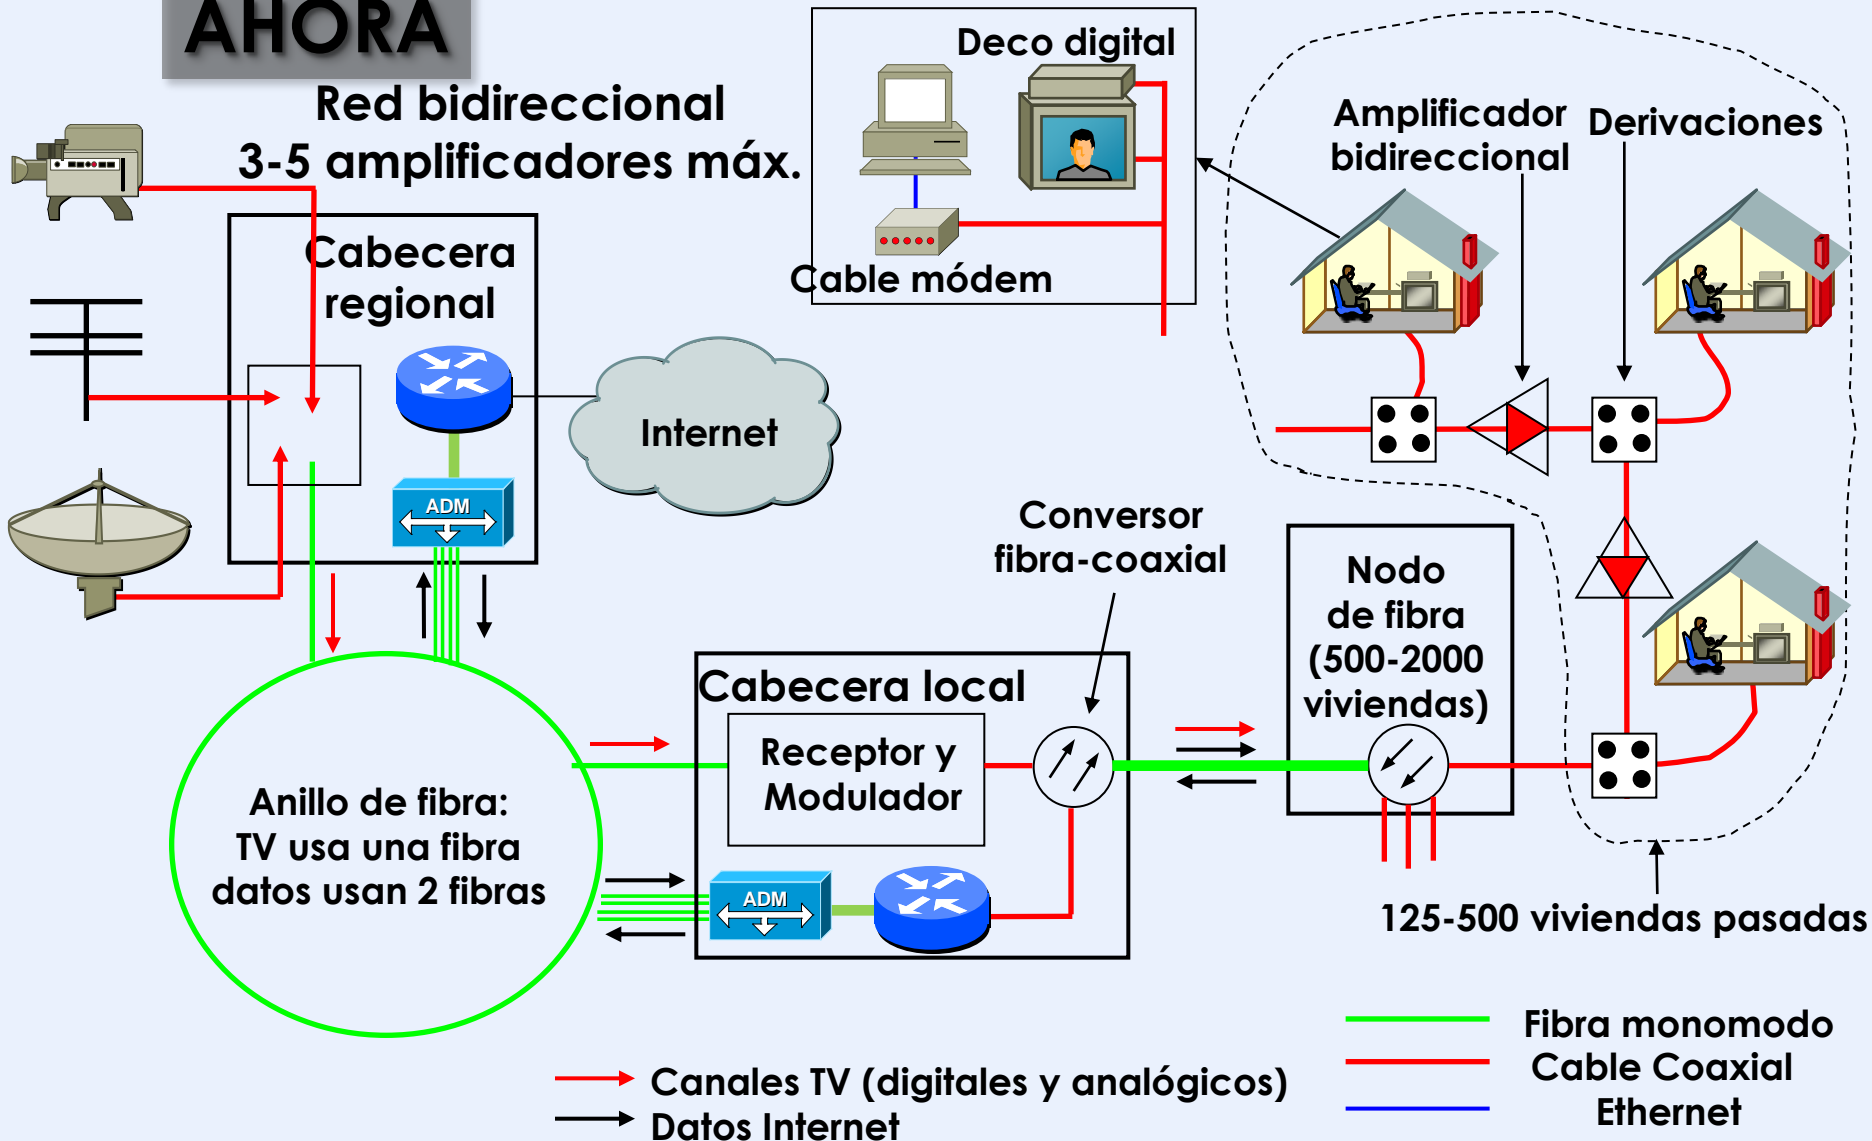 AHORA
Red bidireccional
3-5 amplificadores máx.
Deco digital
Cable módem
Amplificador
bidireccional
Derivaciones
Cabecera
regional
ADM
Internet
Conversor
fibra-coaxial
Nodo
de fibra
(500-2000
viviendas)
Cabecera local
Receptor y
Modulador
ADM
Anillo de fibra:
TV usa una fibra
datos usan 2 fibras
125-500 viviendas pasadas
Canales TV (digitales y analógicos)
Datos Internet
Fibra monomodo
Cable Coaxial
Ethernet